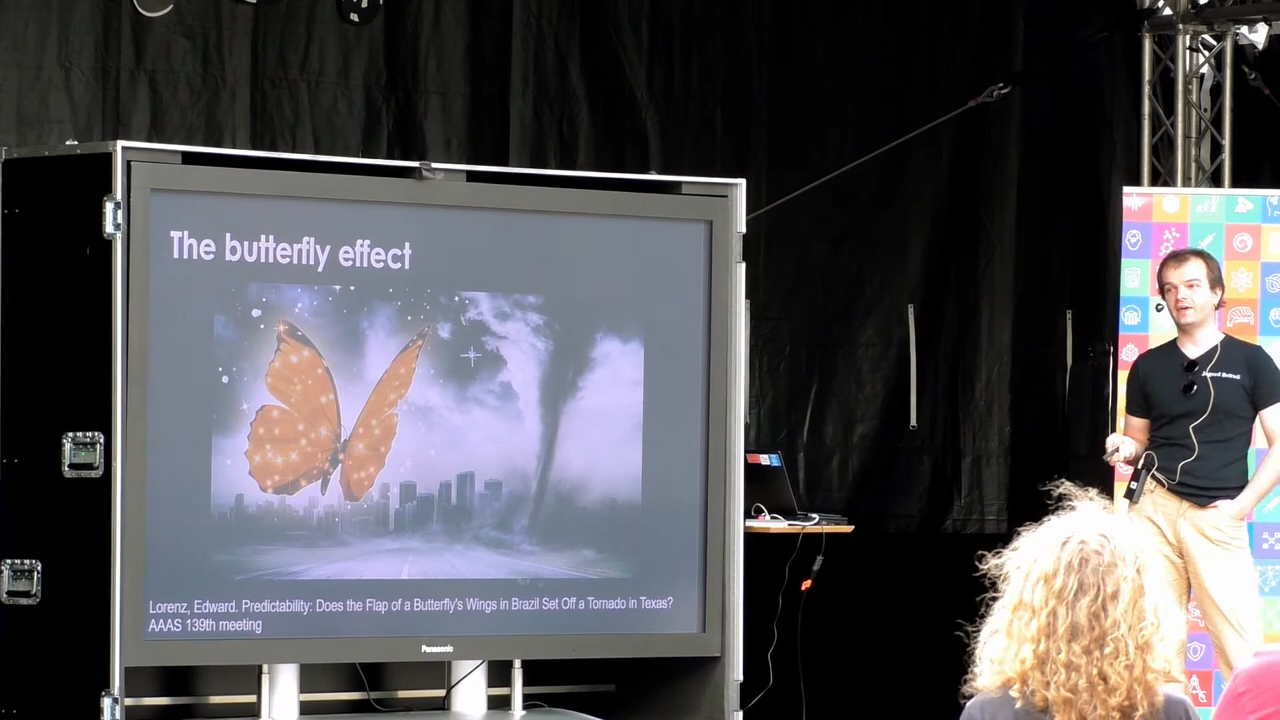 The butterfly effect
Lorenz, Edward. Predictability: Does the Flap of a Butterfly's Wings in Brazil Set Off a Tornado in Texas?
AAAS 139th meeting
Panasonic